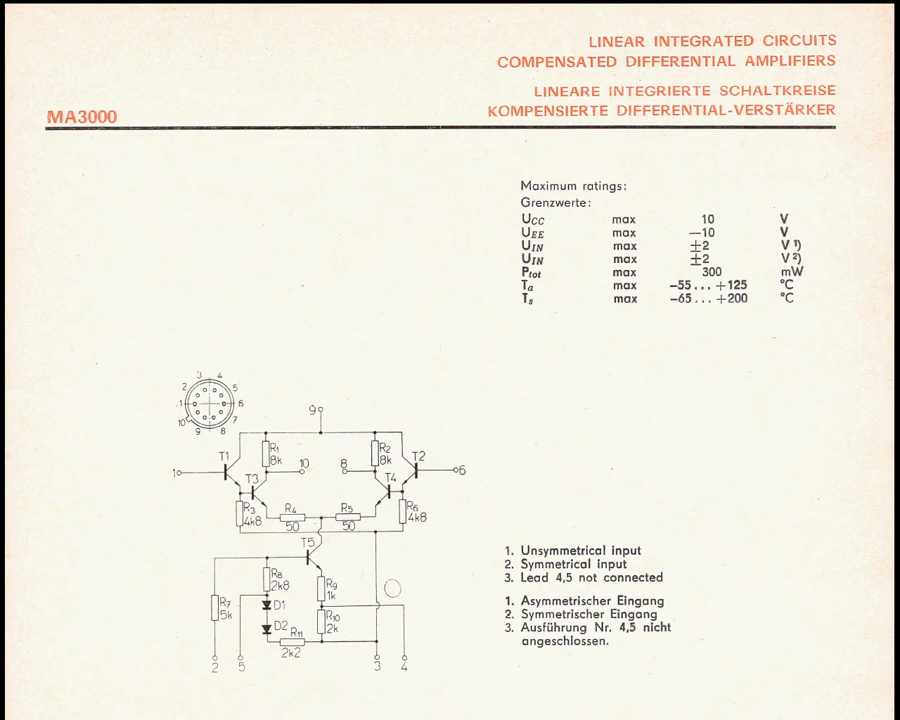 LINEAR INTEGRATED CIRCUITS
COMPENSATED DIFFERENTIAL AMPLIFIERS
LINEARE INTEGRIERTE SCHALTKREISE
MA3000 KOMPENSIERTE DIFFERENTIAL-VERSTÄRKER
Maximum ratings:
Grenzwerte:
UCC max 10 V
UEE max —10 V
UIN max ±2 V 1)
UIN max ±2 V 2)
Ptot max 300 mW
Ta max —55 ... +125 °C
Ts max —65 ... +200 °C
3 4
2 5
1 6
10 7
9 8
9
T1 R1 8k R2 8k T2
1 10 8 6
T3 T4
R3 4k8 R4 50 R5 50 R6 4k8
T5
R8 2k8 R9 1k
R7 5k D1
D2 R10 2k
R11 2k2
2 5 3 4
1. Unsymmetrical input
2. Symmetrical input
3. Lead 4,5 not connected
1. Asymmetrischer Eingang
2. Symmetrischer Eingang
3. Ausführung Nr. 4,5 nicht
angeschlossen.